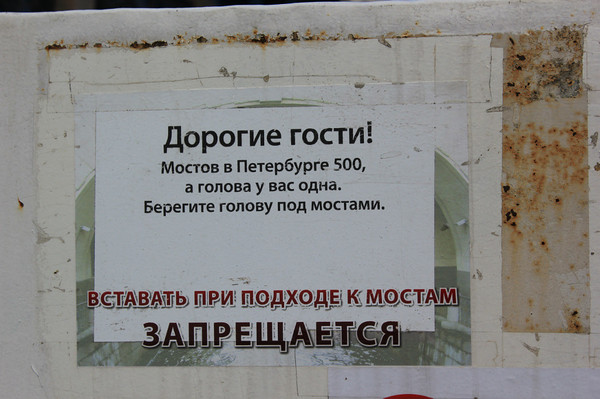 Дорогие гости!
Мостов в Петербурге 500,
а голова у вас одна.
Берегите голову под мостами.
ВСТАВАТЬ ПРИ ПОДХОДЕ К МОСТАМ
ЗАПРЕЩАЕТСЯ